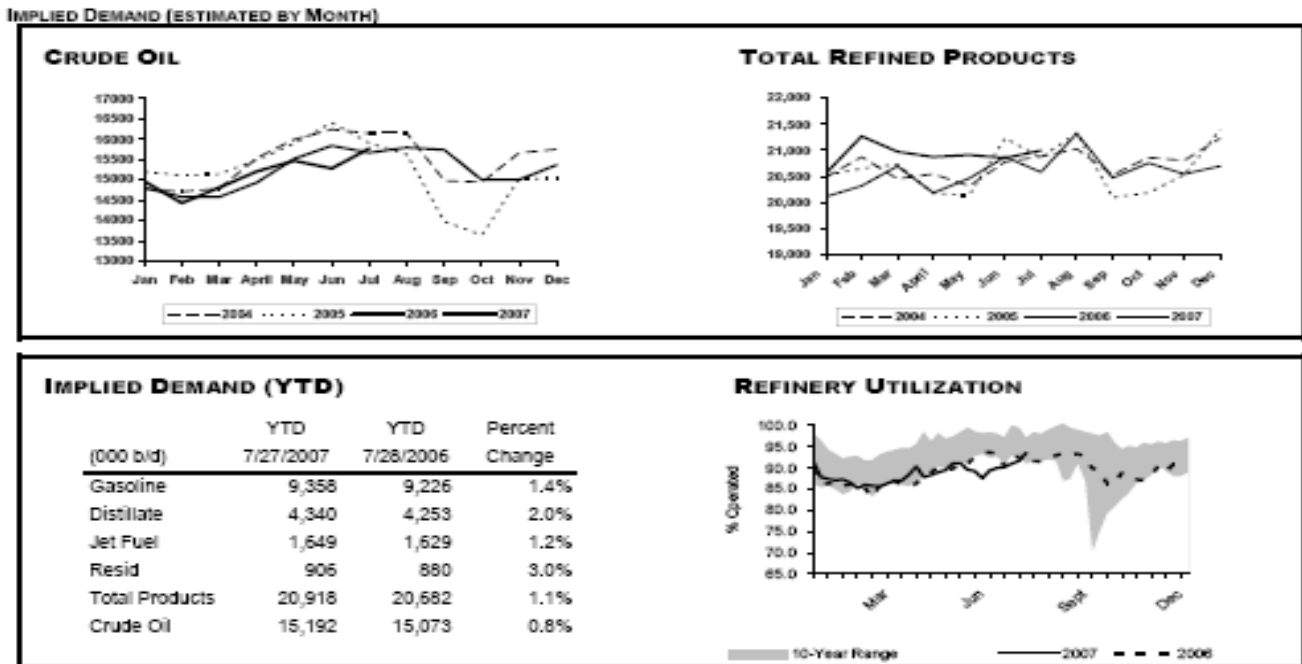 IMPLIED DEMAND (ESTIMATED BY MONTH)
CRUDE OIL
17000
16500
16000
15500
15000
14500
14000
13500
13000
Jan Feb Mar April May Jun Jul Aug Sep Oct Nov Dec
2004 2005 2006 2007
TOTAL REFINED PRODUCTS
22,000
21,500
21,000
20,500
20,000
19,500
19,000
Jan Feb Mar April May Jun Jul Aug Sep Oct Nov Dec
2004 2005 2006 2007
IMPLIED DEMAND (YTD)
YTD YTD Percent
(000 b/d) 7/27/2007 7/28/2006 Change
Gasoline 9,358 9,226 1.4%
Distillate 4,340 4,253 2.0%
Jet Fuel 1,649 1,629 1.2%
Resid 906 880 3.0%
Total Products 20,918 20,682 1.1%
Crude Oil 15,192 15,073 0.8%
REFINERY UTILIZATION
% Operated
100.0
95.0
90.0
85.0
80.0
75.0
70.0
65.0
Mar Jun Sept Dec
10-Year Range 2007 2006